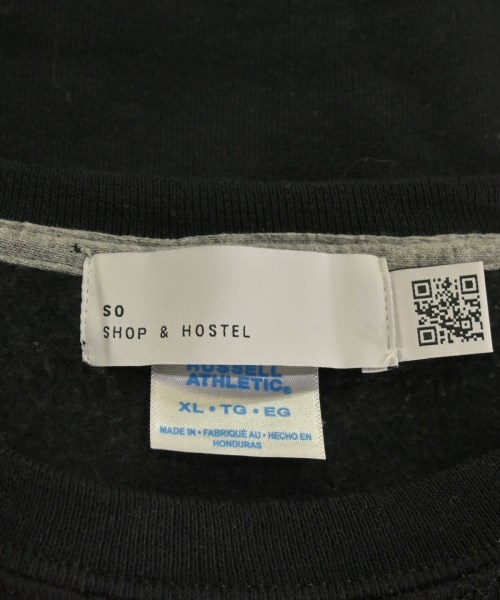 SO
SHOP & HOSTEL
RUSSELL
ATHLETIC®
XL • TG • EG
MADE IN • FABRIQUÉ AU • HECHO EN
HONDURAS